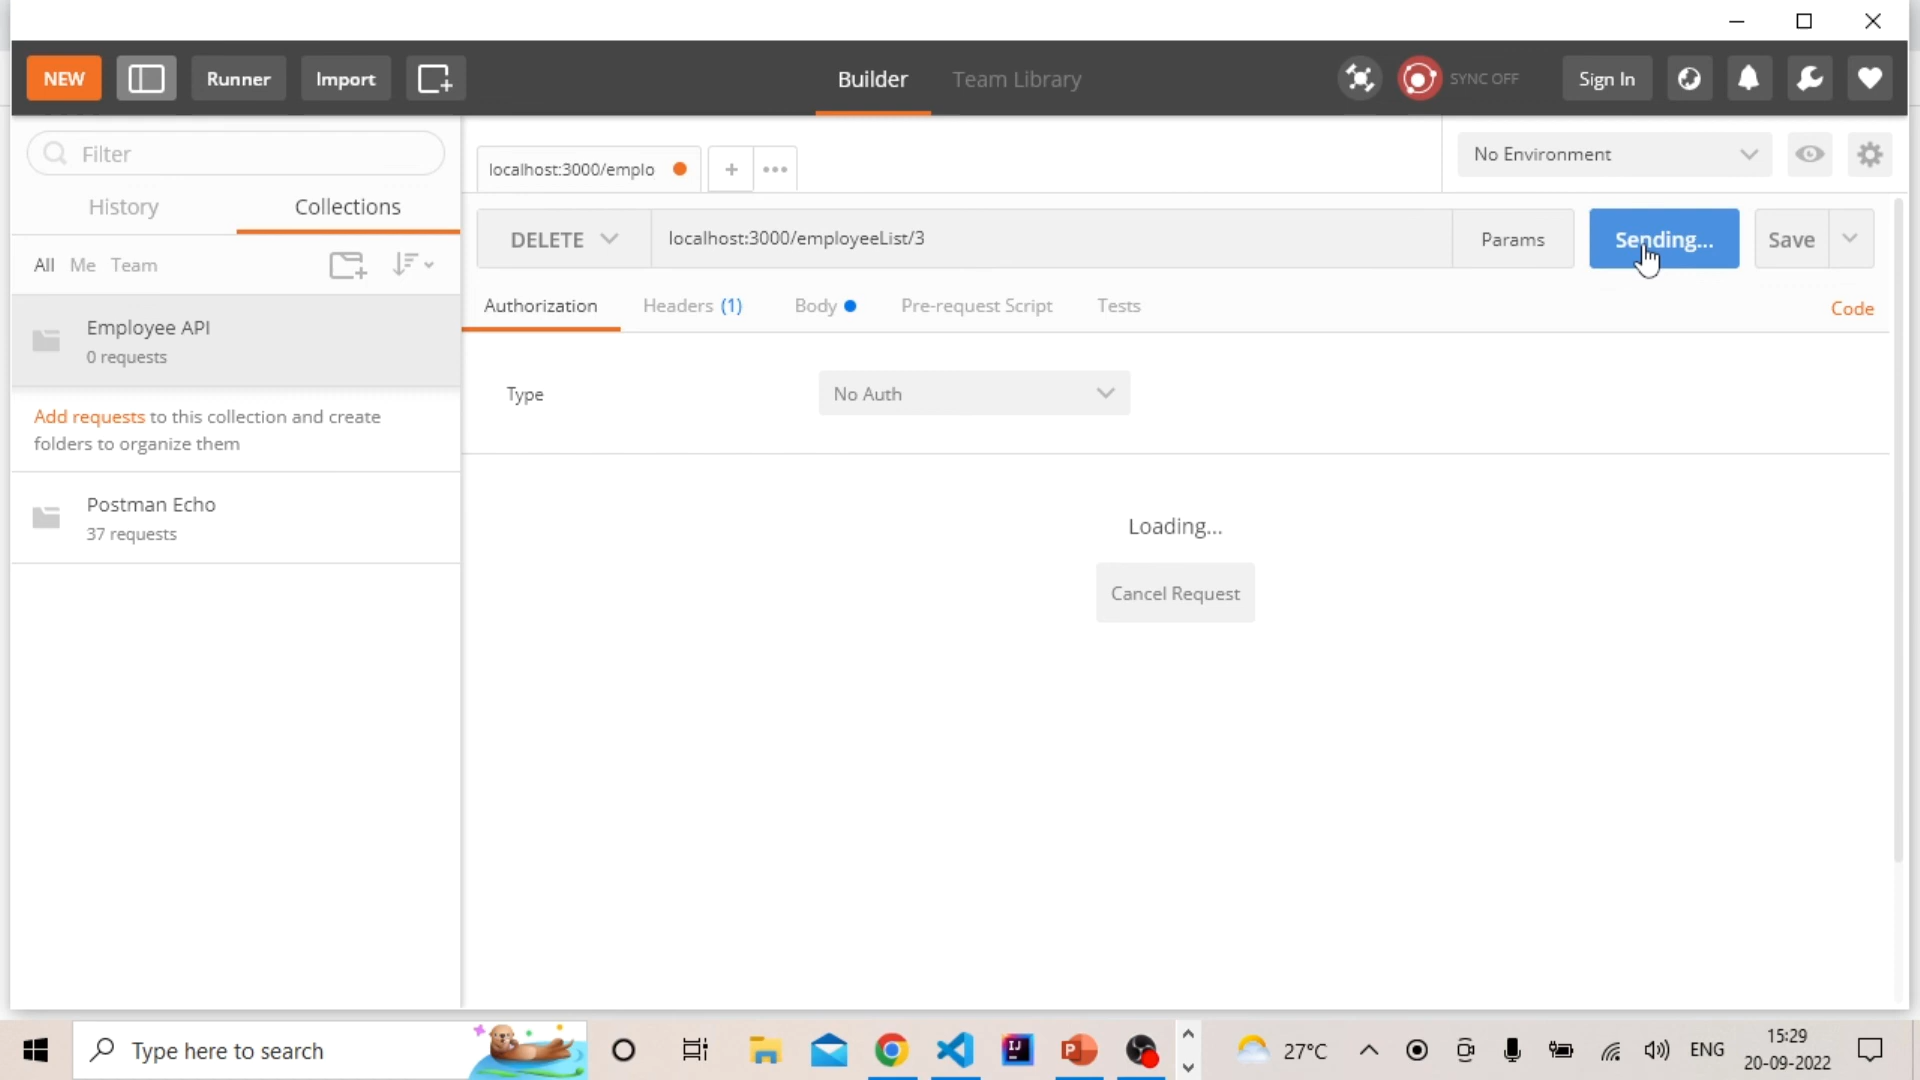 NEW
Runner
Import
Builder
Team Library
SYNC OFF
Sign In
Filter
History
Collections
All Me Team
Employee API
0 requests
Add requests to this collection and create
folders to organize them
Postman Echo
37 requests
localhost:3000/emplo
+
•••
No Environment
DELETE
localhost:3000/employeeList/3
Params
Sending...
Save
Authorization
Headers (1)
Body
Pre-request Script
Tests
Code
Type
No Auth
Loading...
Cancel Request
Type here to search
IJ
P
27°C
ENG
15:29
20-09-2022